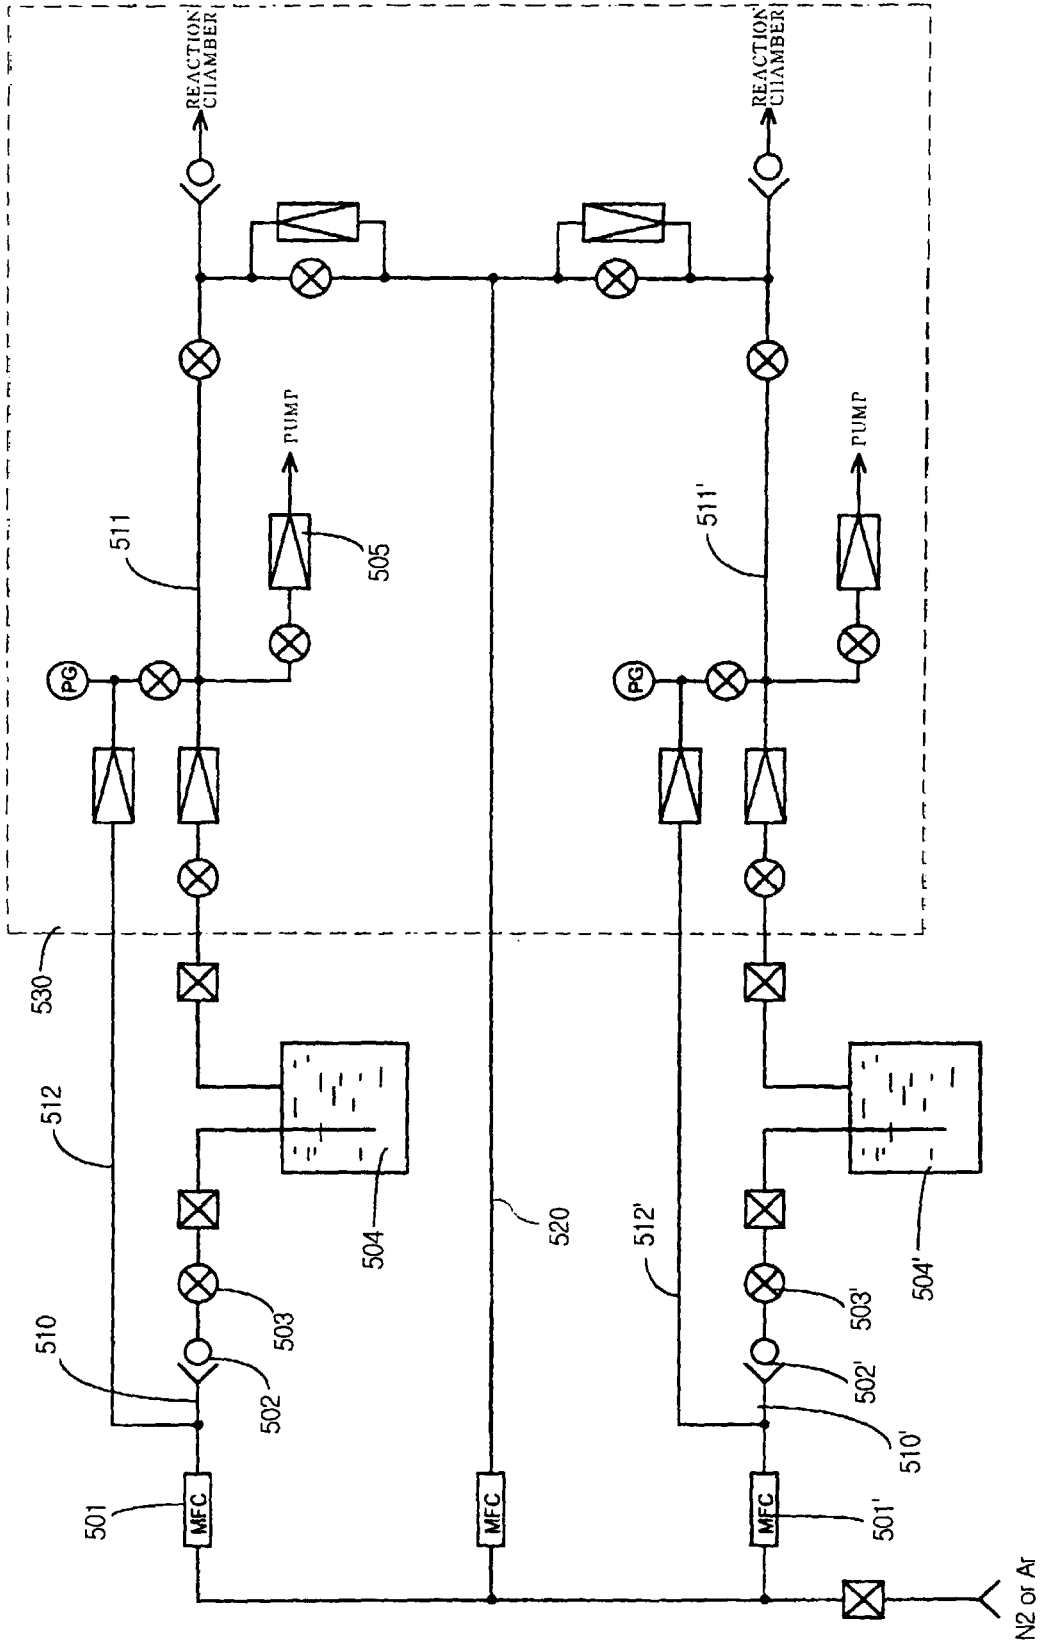 REACTION
CHAMBER
REACTION
CHAMBER
PUMP
PUMP
511
511'
505
PG
PG
530
512
512'
504
504'
520
510
510'
503
503'
502
502'
501
501'
MFC
MFC
MFC
N2 or Ar